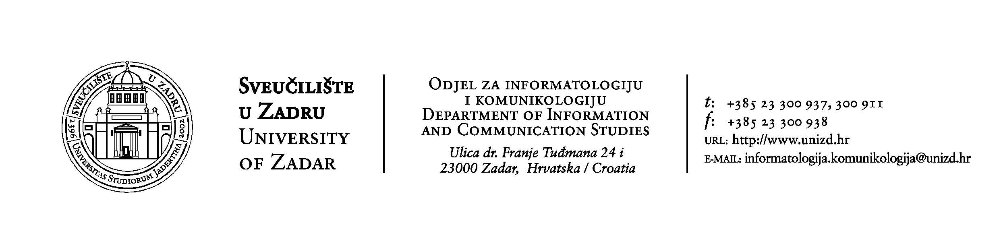 SVEUČILIŠTE U ZADRU
1396
2002
UNIVERSITAS STUDIORUM JADERTINA
SVEUČILIŠTE
U ZADRU
UNIVERSITY
OF ZADAR
ODJEL ZA INFORMATOLOGIJU
I KOMUNIKOLOGIJU
DEPARTMENT OF INFORMATION
AND COMMUNICATION STUDIES
Ulica dr. Franje Tuđmana 24 i
23000 Zadar, Hrvatska / Croatia
t: +385 23 300 937, 300 911
f: +385 23 300 938
URL: http://www.unizd.hr
E-MAIL: informatologija.komunikologija@unizd.hr